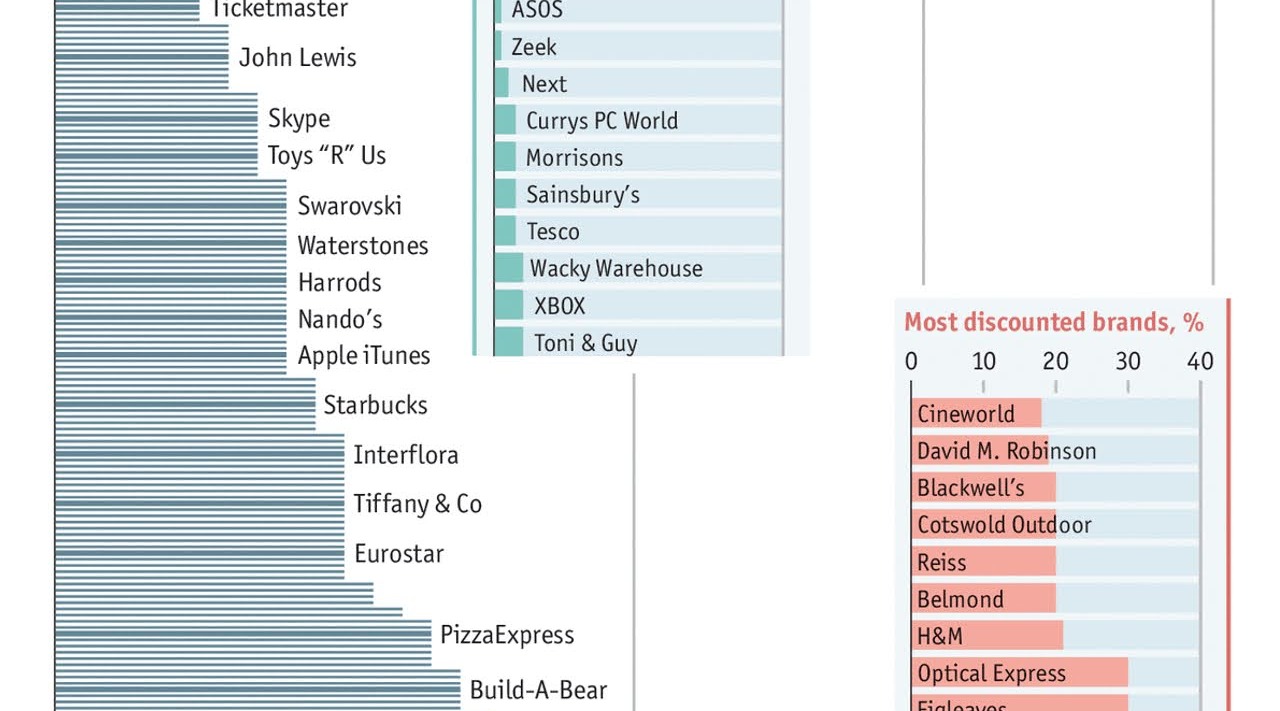 Ticketmaster
John Lewis
Skype
Toys “R” Us
Swarovski
Waterstones
Harrods
Nando’s
Apple iTunes
Starbucks
Interflora
Tiffany & Co
Eurostar
PizzaExpress
Build-A-Bear
ASOS
Zeek
Next
Currys PC World
Morrisons
Sainsbury’s
Tesco
Wacky Warehouse
XBOX
Toni & Guy
Most discounted brands, %
0 10 20 30 40
Cineworld
David M. Robinson
Blackwell’s
Cotswold Outdoor
Reiss
Belmond
H&M
Optical Express
Figleaves